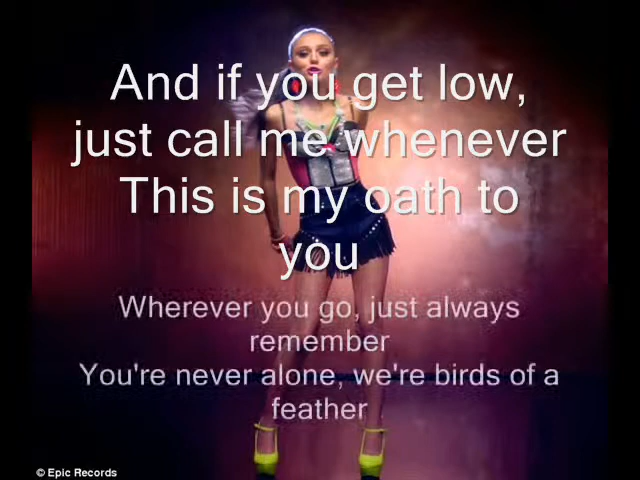 And if you get low,
just call me whenever
This is my oath to
you
Wherever you go, just always
remember
You're never alone, we're birds of a
feather
© Epic Records